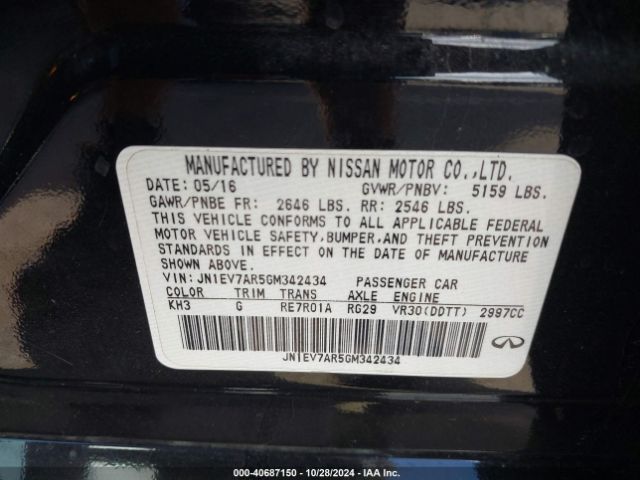 MANUFACTURED BY NISSAN MOTOR CO.,LTD.
DATE: 05/16 GVWR/PNBV: 5159 LBS.
GAWR/PNBE FR: 2646 LBS. RR: 2546 LBS.
THIS VEHICLE CONFORMS TO ALL APPLICABLE FEDERAL
MOTOR VEHICLE SAFETY,BUMPER,AND THEFT PREVENTION
STANDARDS IN EFFECT ON THE DATE OF MANUFACTURE
SHOWN ABOVE.
VIN: JN1EV7AR5GM342434 PASSENGER CAR
COLOR TRIM TRANS AXLE ENGINE
KH3 G RE7R01A RG29 VR30(DDTT) 2997CC
JN1EV7AR5GM342434
000-40687150 | 10/28/2024 | IAA Inc.